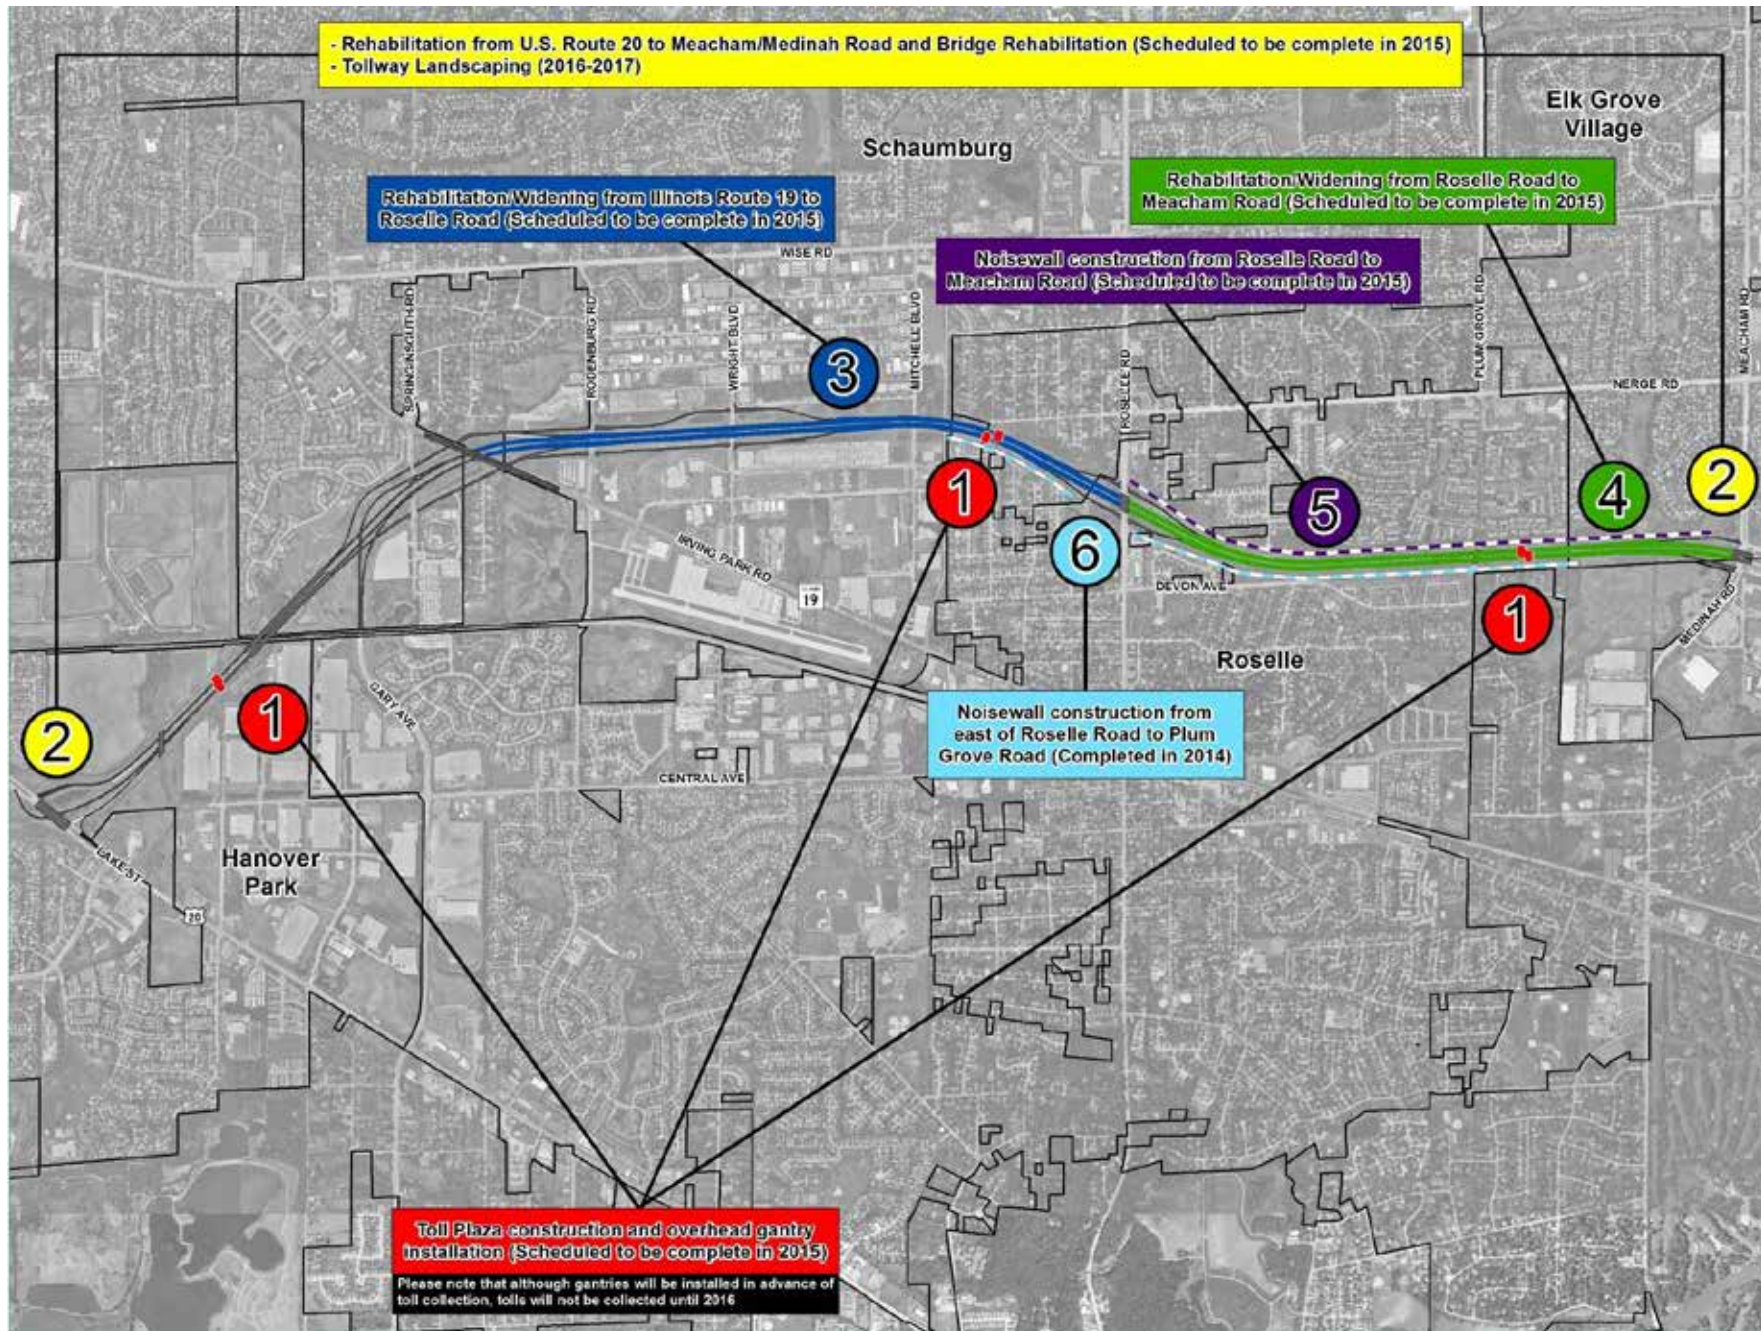 - Rehabilitation from U.S. Route 20 to Meacham/Medinah Road and Bridge Rehabilitation (Scheduled to be complete in 2015)
- Tollway Landscaping (2016-2017)
Elk Grove
Village
Schaumburg
Rehabilitation/Widening from Illinois Route 19 to
Roselle Road (Scheduled to be complete in 2015)
Rehabilitation/Widening from Roselle Road to
Meacham Road (Scheduled to be complete in 2015)
WISE RD
Noisewall construction from Roselle Road to
Meacham Road (Scheduled to be complete in 2015)
SPRINGINSGUTH RD
RODENBURG RD
WRIGHT BLVD
MITCHELL BLVD
ROSELLE RD
PLUM GROVE RD
MEACHAM RD
NERGE RD
3
1
5
4
2
6
IRVING PARK RD
19
DEVON AVE
MEDINAH RD
1
Roselle
2
1
GARY AVE
Noisewall construction from
east of Roselle Road to Plum
Grove Road (Completed in 2014)
CENTRAL AVE
LAKE ST
Hanover
Park
20
Toll Plaza construction and overhead gantry
installation (Scheduled to be complete in 2015)
Please note that although gantries will be installed in advance of
toll collection, tolls will not be collected until 2016